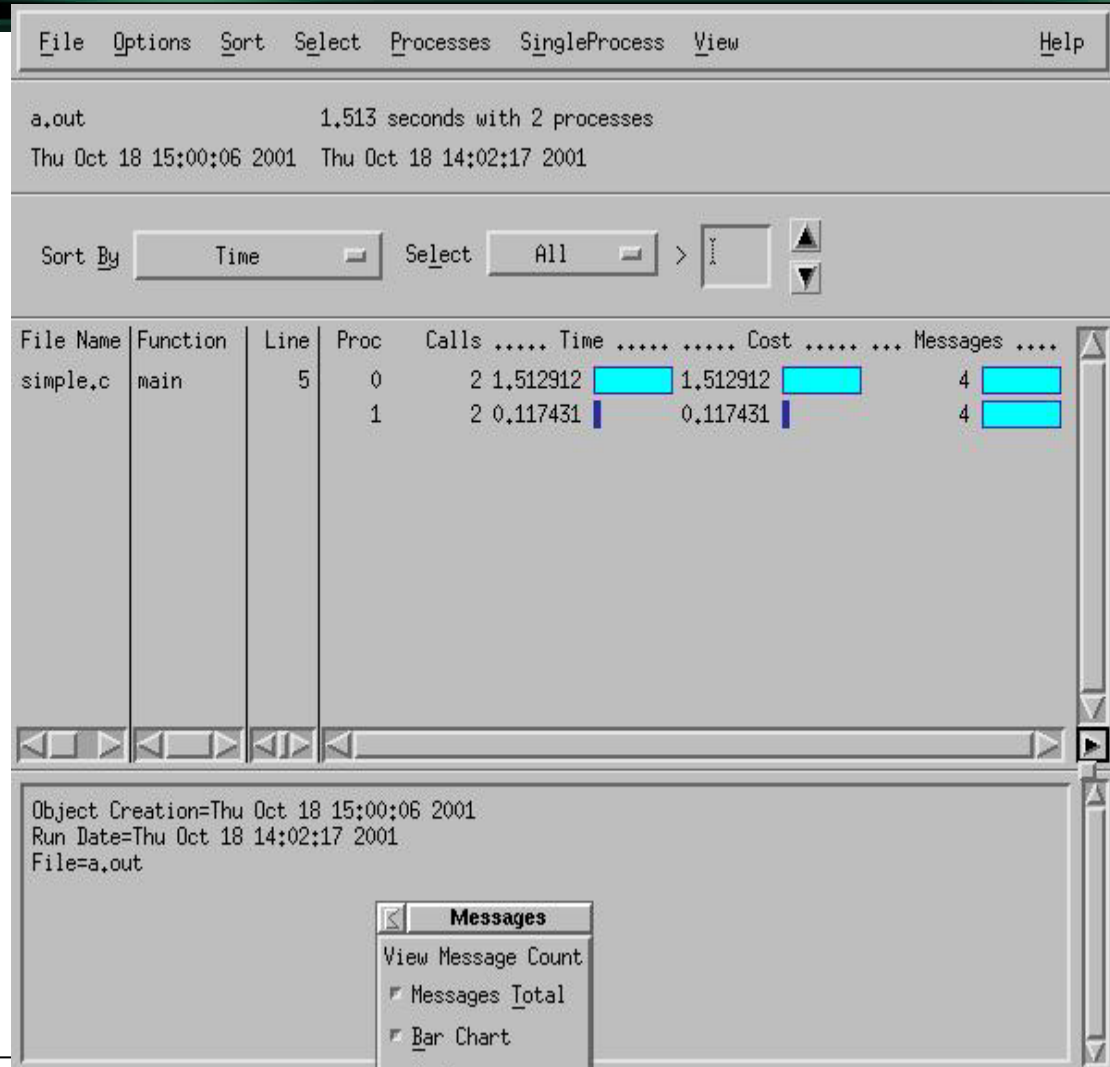 File Options Sort Select Processes SingleProcess View Help
a.out 1.513 seconds with 2 processes
Thu Oct 18 15:00:06 2001 Thu Oct 18 14:02:17 2001
Sort By Time Select All >
File Name Function Line Proc Calls ..... Time ..... ..... Cost ..... ... Messages ....
simple.c main 5 0 2 1.512912 1.512912 4
1 2 0.117431 0.117431 4
Object Creation=Thu Oct 18 15:00:06 2001
Run Date=Thu Oct 18 14:02:17 2001
File=a.out
Messages
View Message Count
Messages Total
Bar Chart